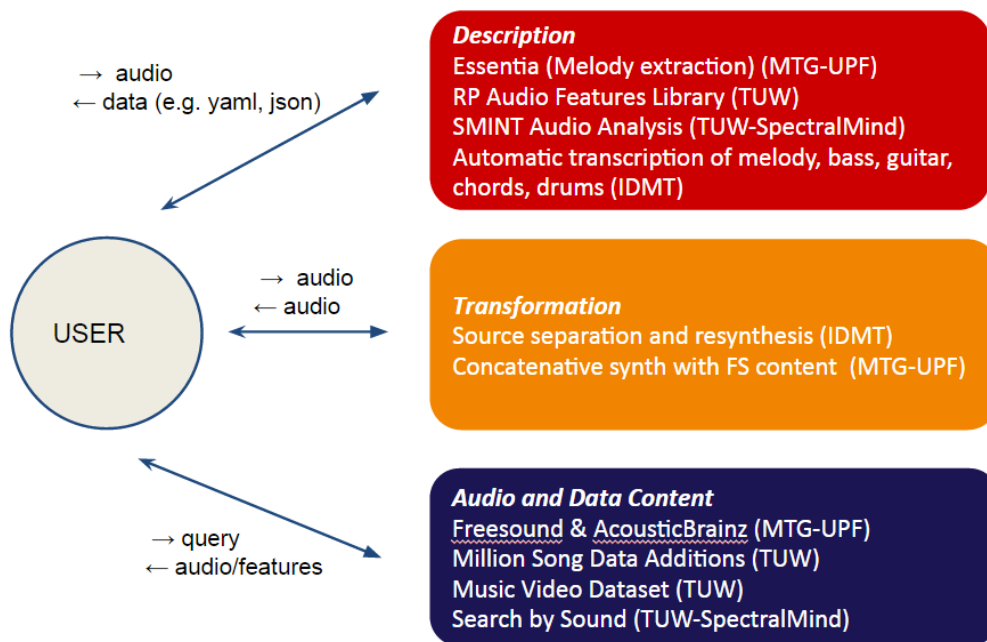 → audio
← data (e.g. yaml, json)
Description
Essentia (Melody extraction) (MTG-UPF)
RP Audio Features Library (TUW)
SMINT Audio Analysis (TUW-SpectralMind)
Automatic transcription of melody, bass, guitar,
chords, drums (IDMT)
USER
→ audio
← audio
Transformation
Source separation and resynthesis (IDMT)
Concatenative synth with FS content (MTG-UPF)
→ query
← audio/features
Audio and Data Content
Freesound & AcousticBrainz (MTG-UPF)
Million Song Data Additions (TUW)
Music Video Dataset (TUW)
Search by Sound (TUW-SpectralMind)